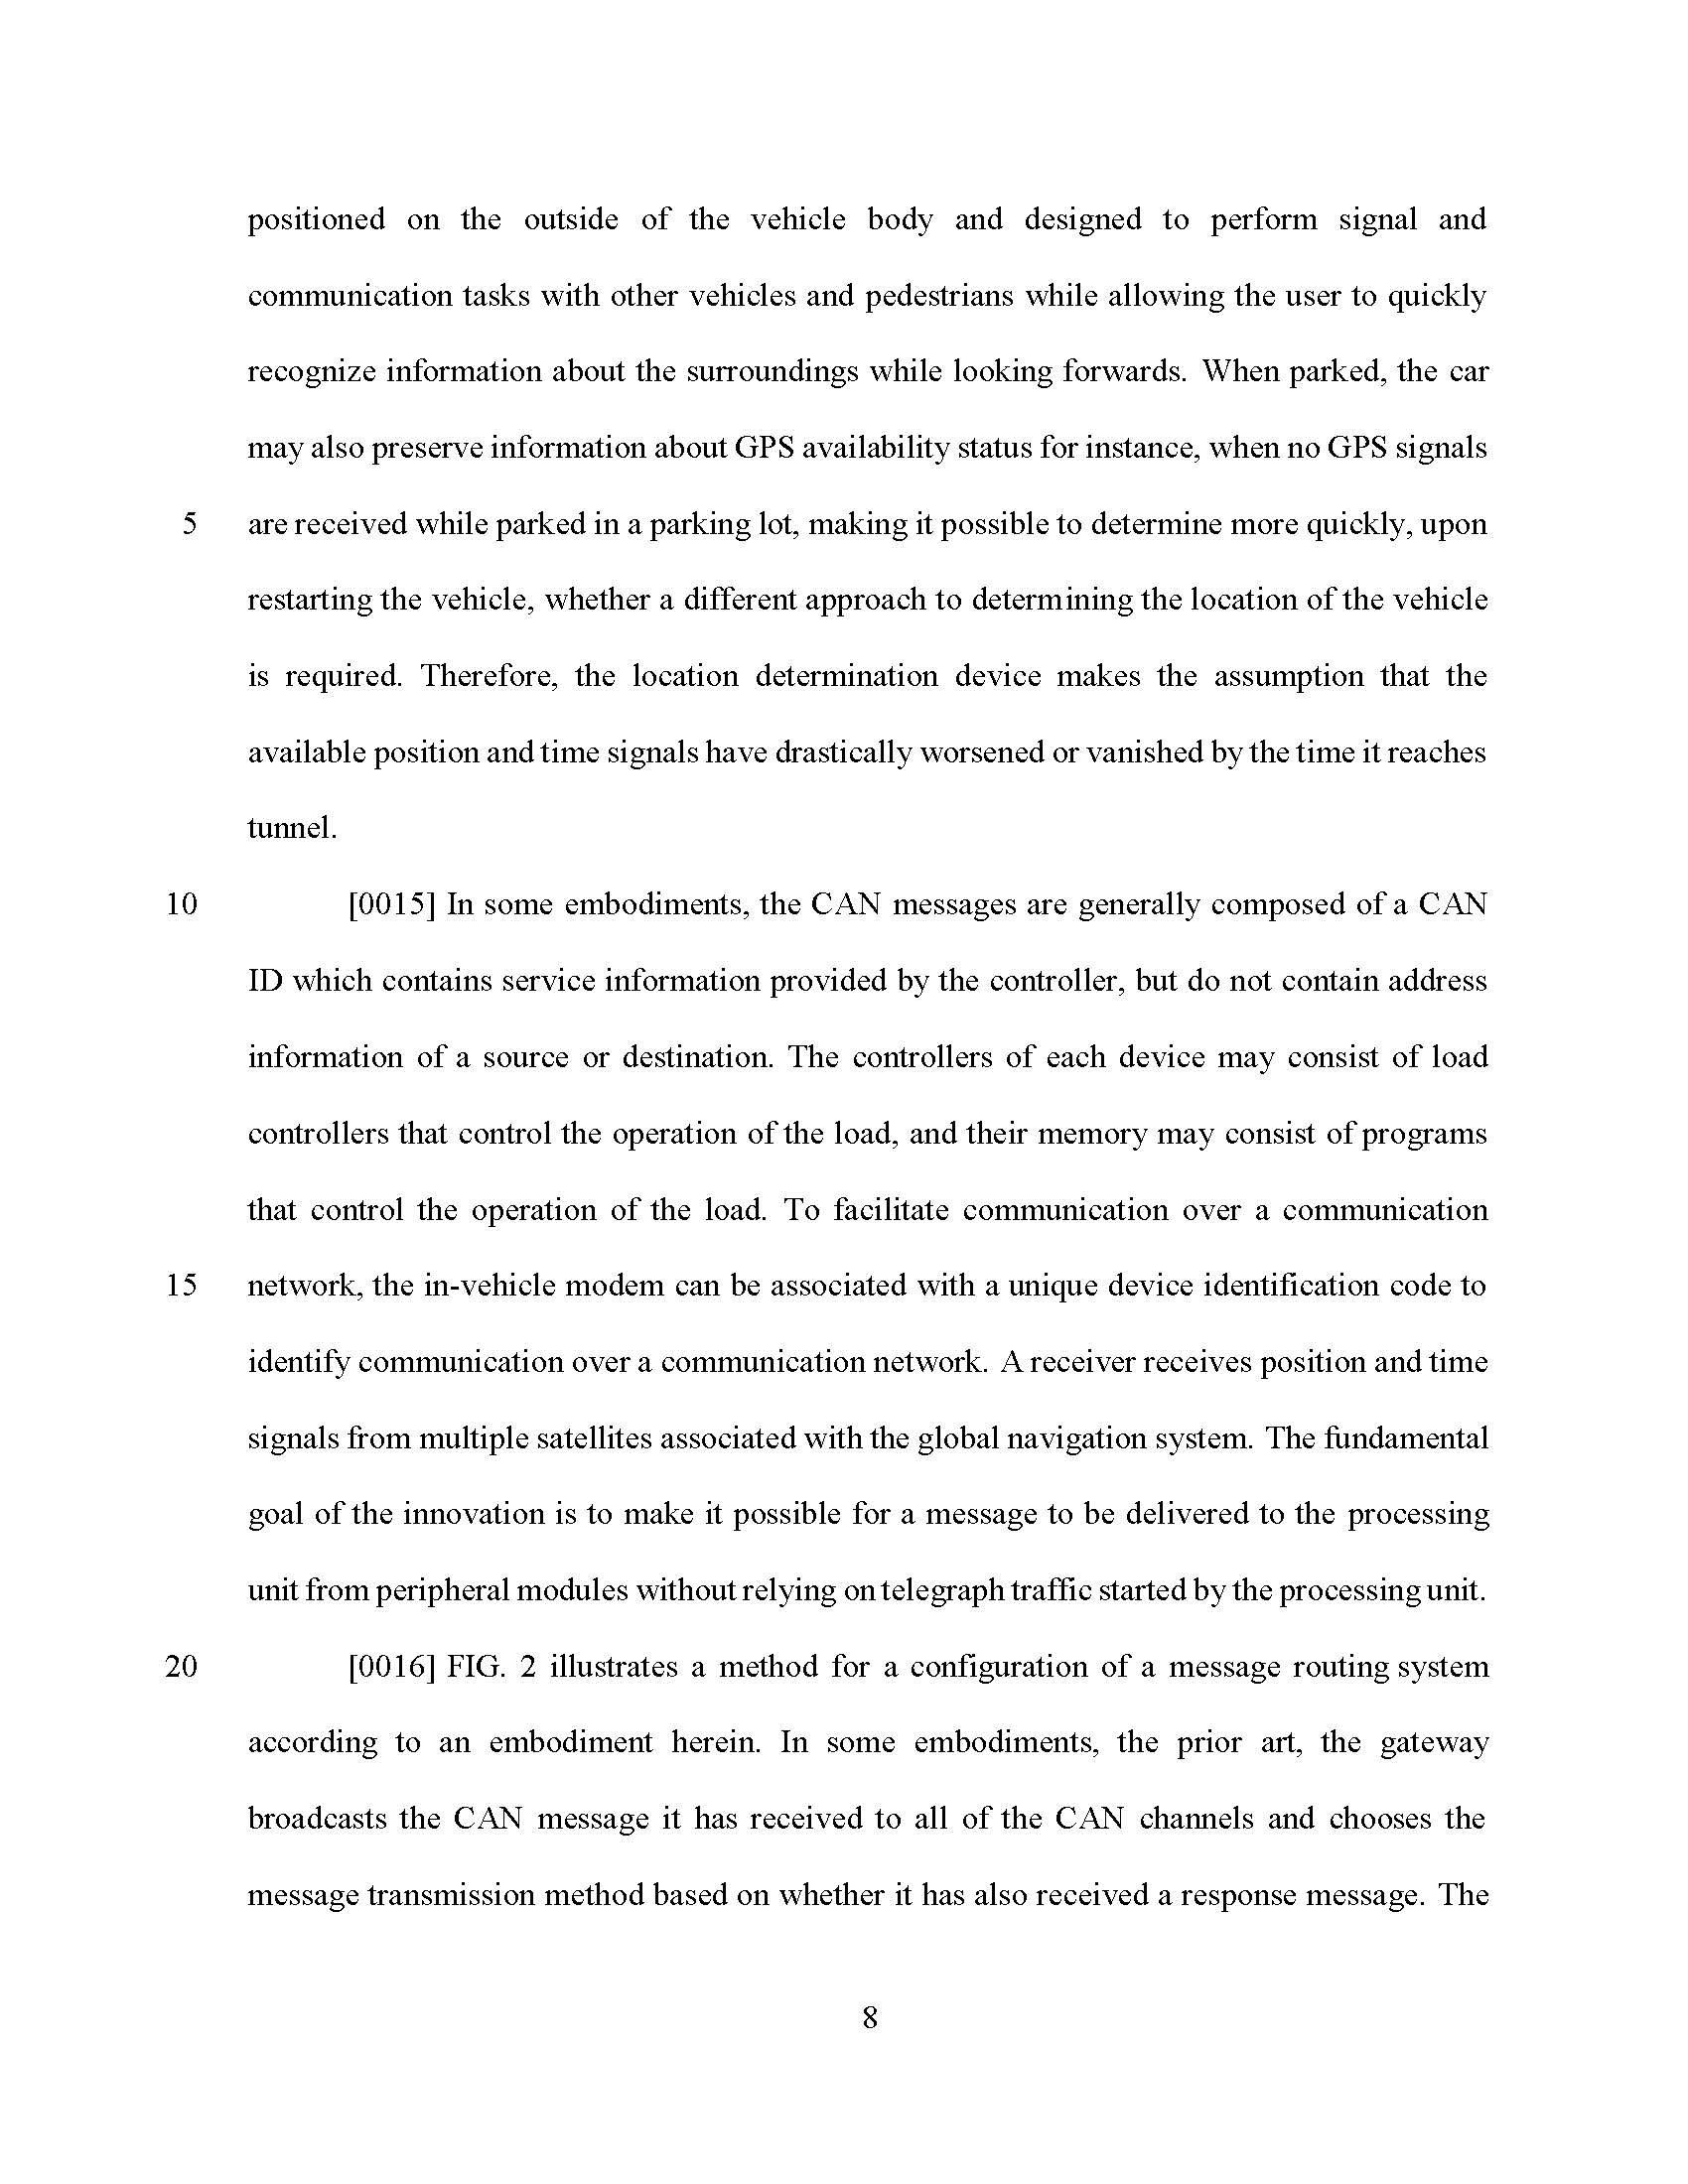 positioned on the outside of the vehicle body and designed to perform signal and
communication tasks with other vehicles and pedestrians while allowing the user to quickly
recognize information about the surroundings while looking forwards. When parked, the car
may also preserve information about GPS availability status for instance, when no GPS signals
5 are received while parked in a parking lot, making it possible to determine more quickly, upon
restarting the vehicle, whether a different approach to determining the location of the vehicle
is required. Therefore, the location determination device makes the assumption that the
available position and time signals have drastically worsened or vanished by the time it reaches
tunnel.
10 [0015] In some embodiments, the CAN messages are generally composed of a CAN
ID which contains service information provided by the controller, but do not contain address
information of a source or destination. The controllers of each device may consist of load
controllers that control the operation of the load, and their memory may consist of programs
that control the operation of the load. To facilitate communication over a communication
15 network, the in-vehicle modem can be associated with a unique device identification code to
identify communication over a communication network. A receiver receives position and time
signals from multiple satellites associated with the global navigation system. The fundamental
goal of the innovation is to make it possible for a message to be delivered to the processing
unit from peripheral modules without relying on telegraph traffic started by the processing unit.
20 [0016] FIG. 2 illustrates a method for a configuration of a message routing system
according to an embodiment herein. In some embodiments, the prior art, the gateway
broadcasts the CAN message it has received to all of the CAN channels and chooses the
message transmission method based on whether it has also received a response message. The
8